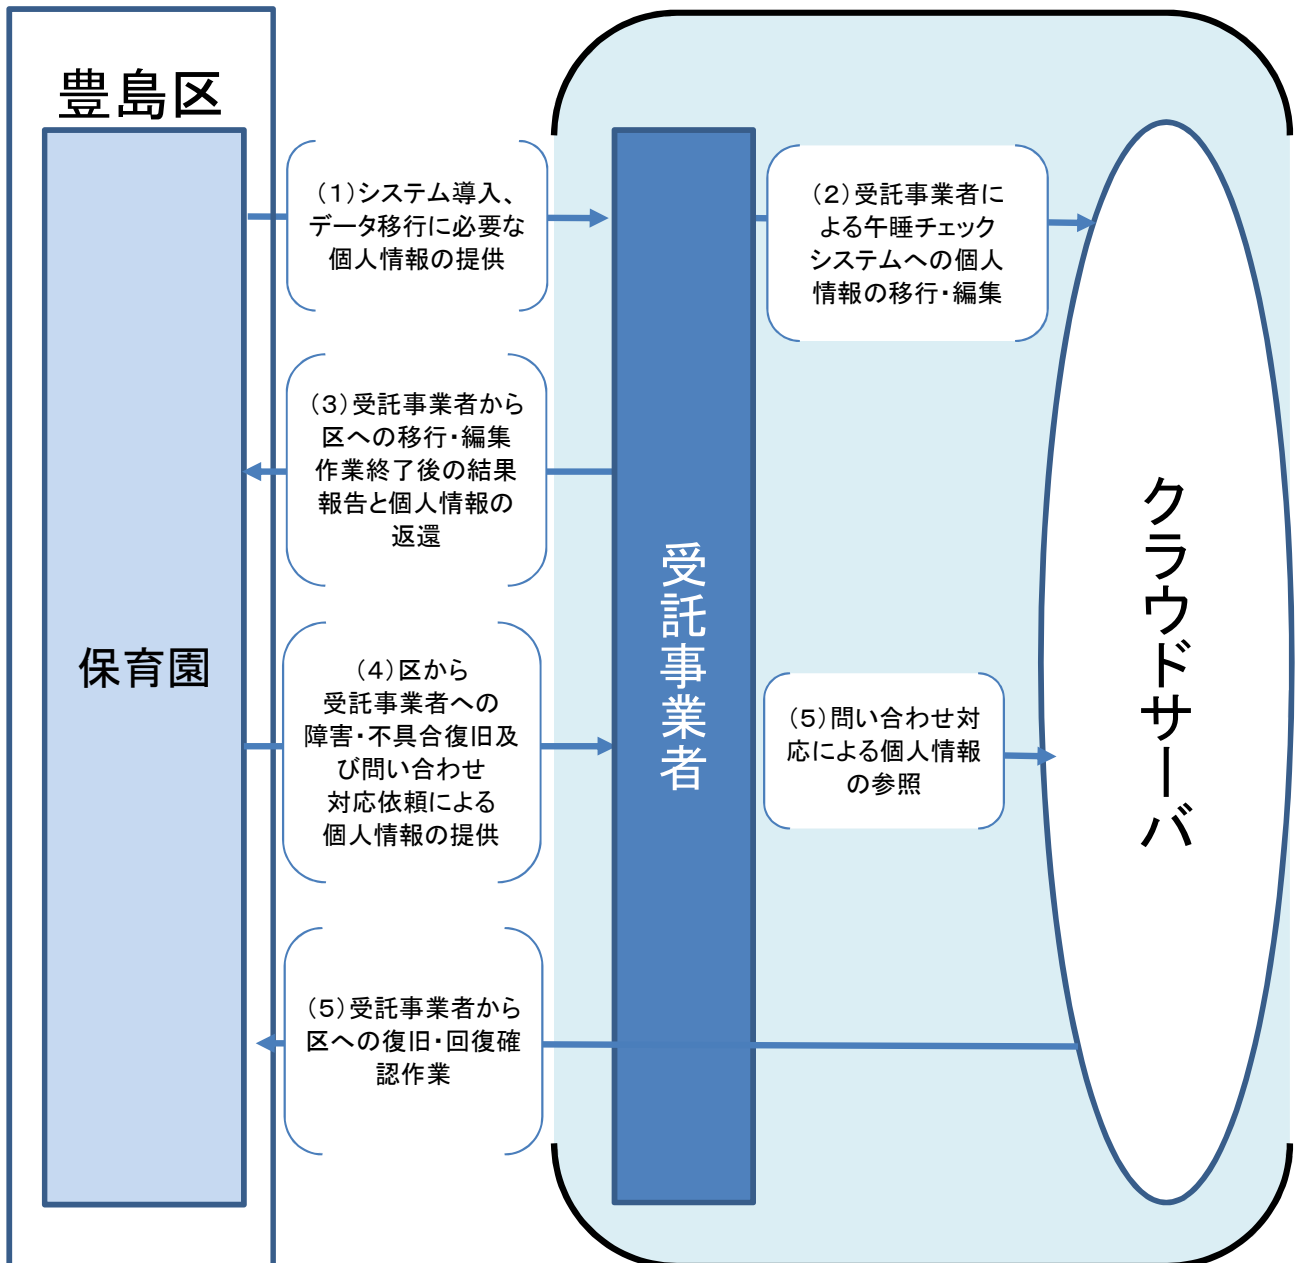 豊島区
保育園
(1)システム導入、
データ移行に必要な
個人情報の提供
(2)受託事業者に
よる午睡チェック
システムへの個人
情報の移行・編集
(3)受託事業者から
区への移行・編集
作業終了後の結果
報告と個人情報の
返還
(4)区から
受託事業者への
障害・不具合復旧及
び問い合わせ
対応依頼による
個人情報の提供
(5)問い合わせ対
応による個人情報
の参照
(5)受託事業者から
区への復旧・回復確
認作業
受託事業者
クラウドサーバ